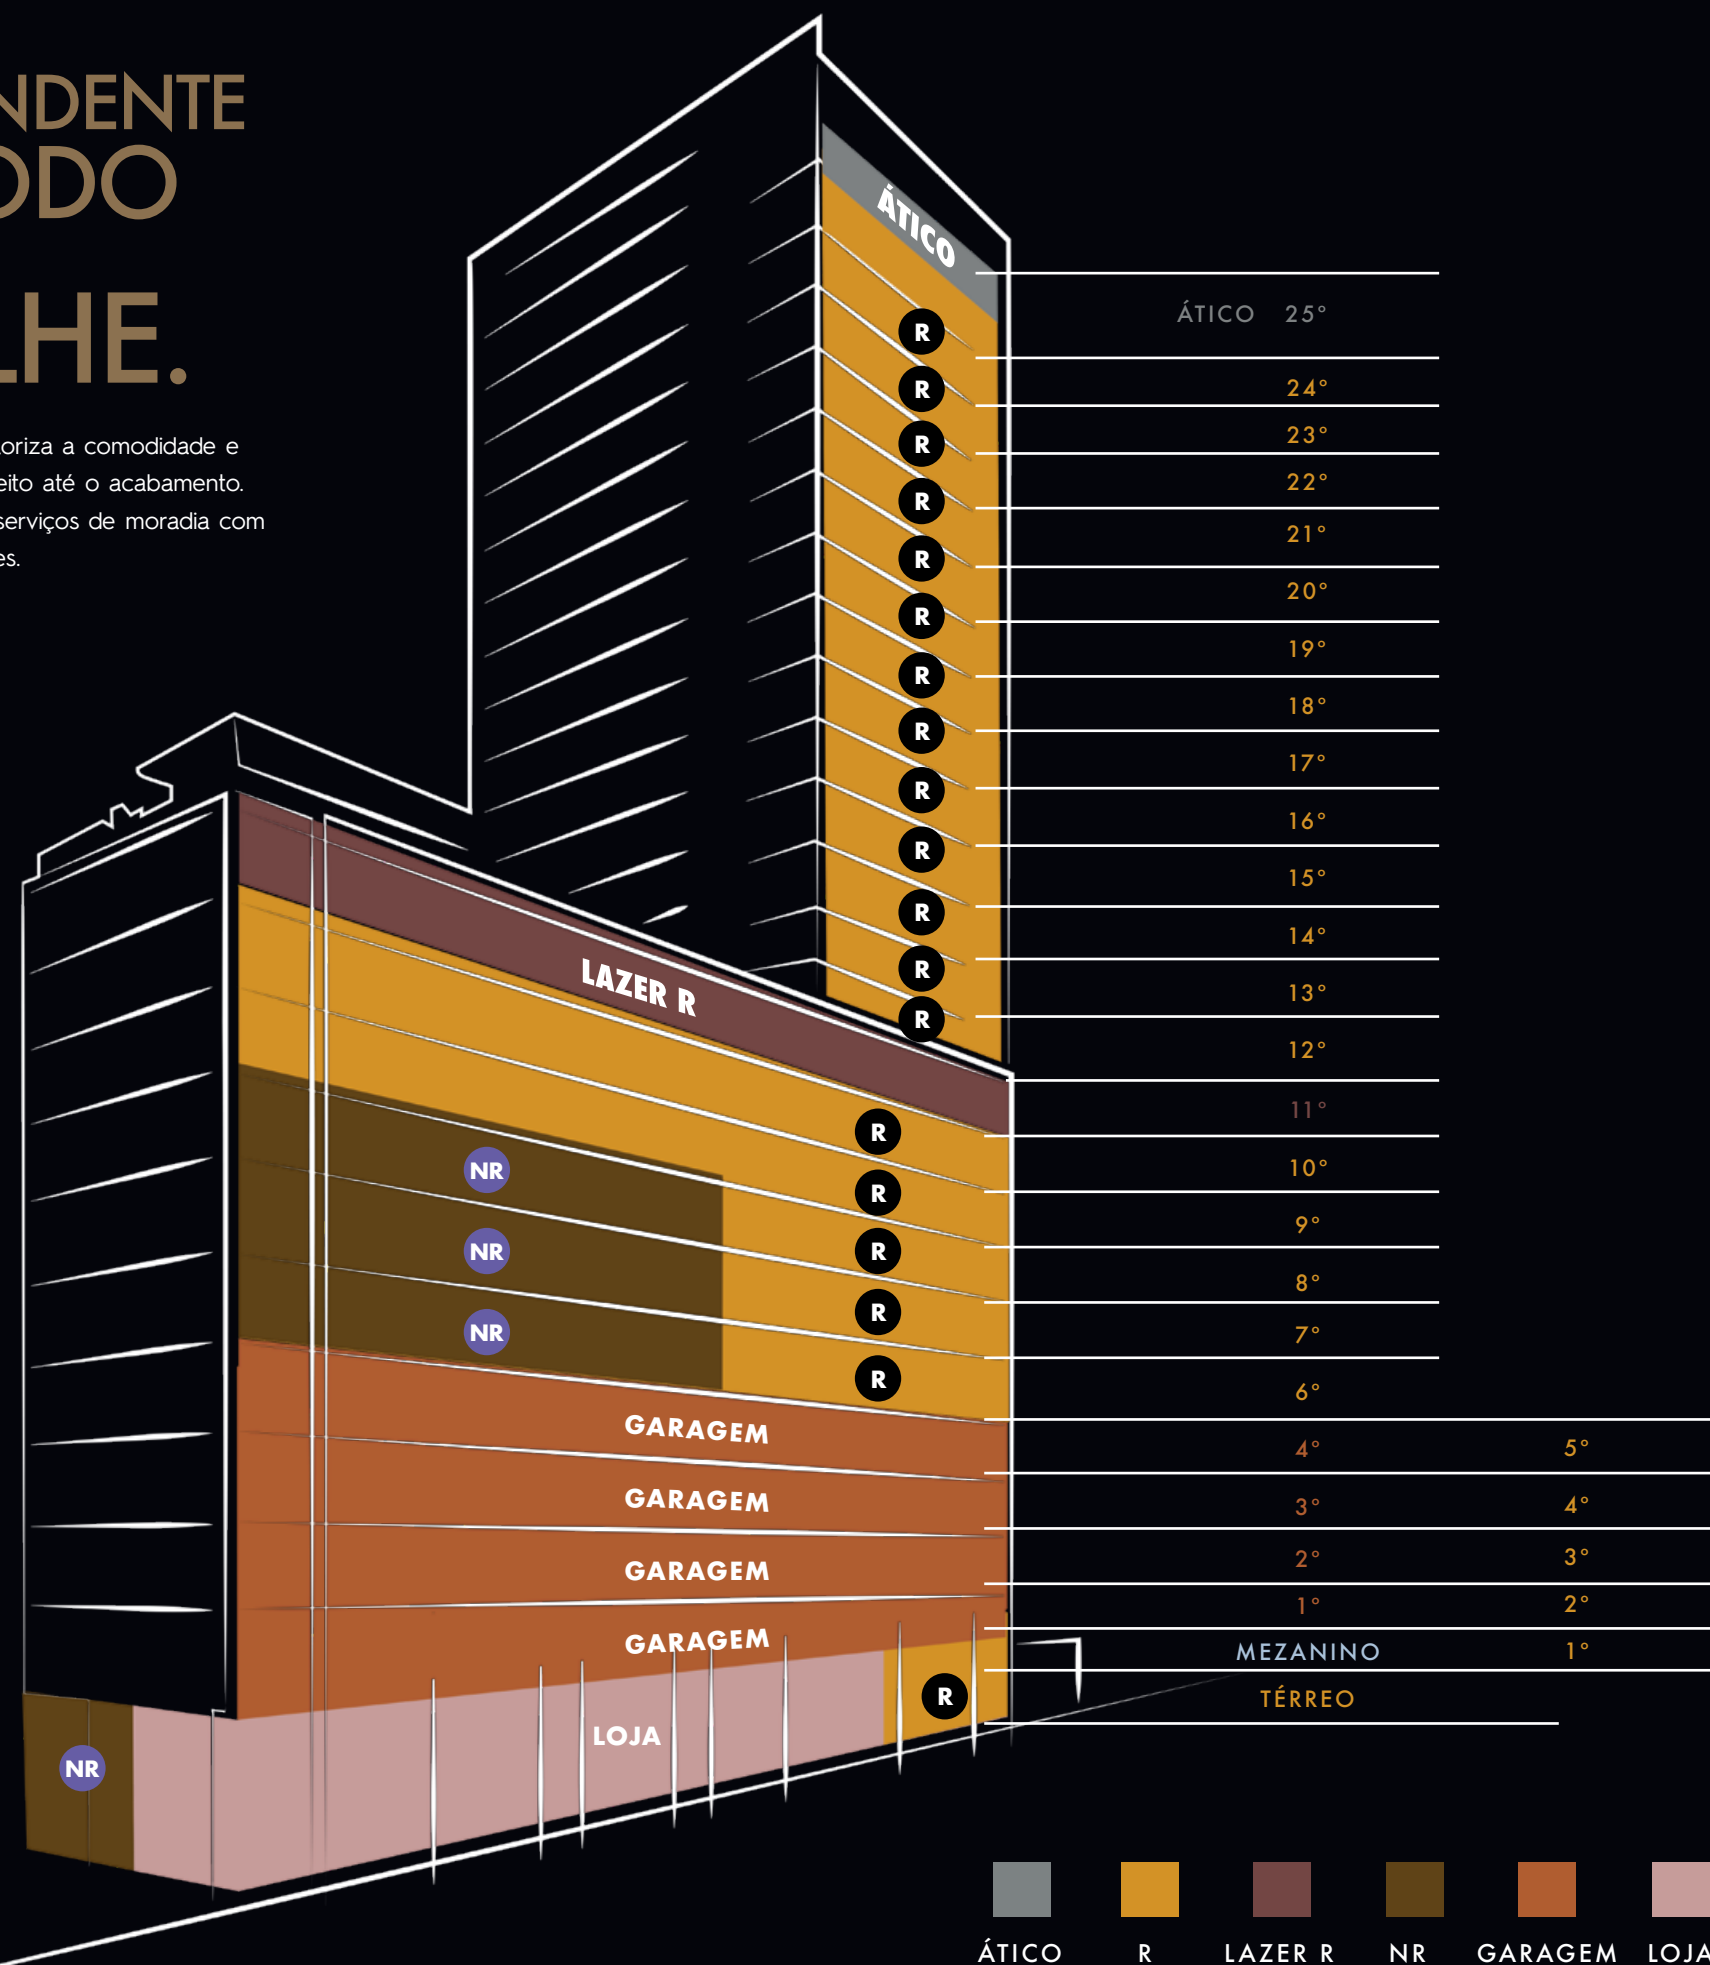 NDENTE
ODO
LHE.
oriza a comodidade e
eito até o acabamento.
serviços de moradia com
es.
ÁTICO
R
R
R
R
R
R
R
R
R
R
R
R
R
LAZER R
R
R
R
R
R
NR
NR
NR
GARAGEM
GARAGEM
GARAGEM
GARAGEM
R
LOJA
NR
ÁTICO 25°
24°
23°
22°
21°
20°
19°
18°
17°
16°
15°
14°
13°
12°
11°
10°
9°
8°
7°
6°
4° 5°
3° 4°
2° 3°
1° 2°
MEZANINO 1°
TÉRREO
ÁTICO R LAZER R NR GARAGEM LOJA